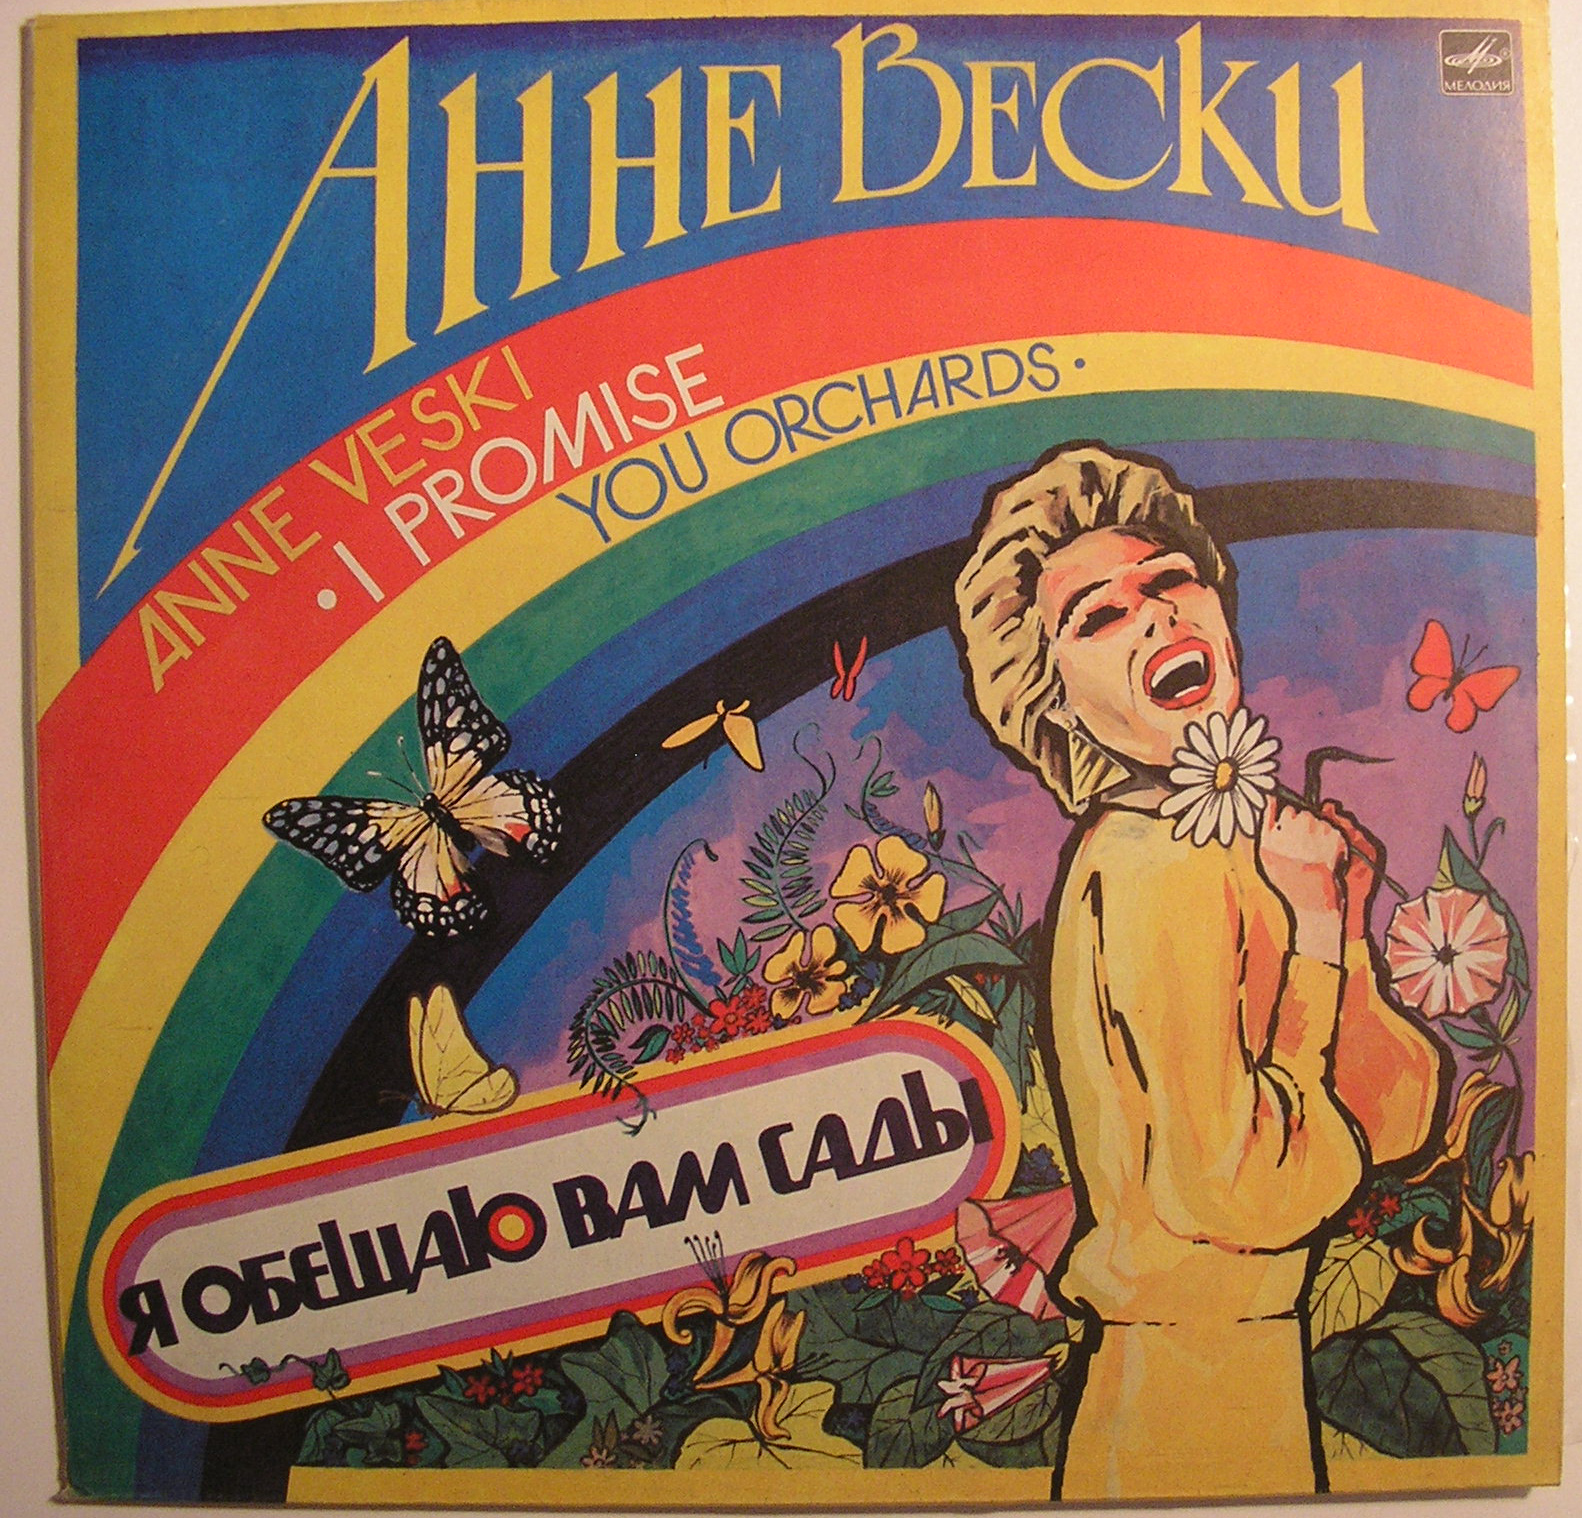 Анне Вески
МЕЛОДИЯ
ANNE VESKI
• I PROMISE
YOU ORCHARDS •
Я ОБЕЩАЮ ВАМ САДЫ